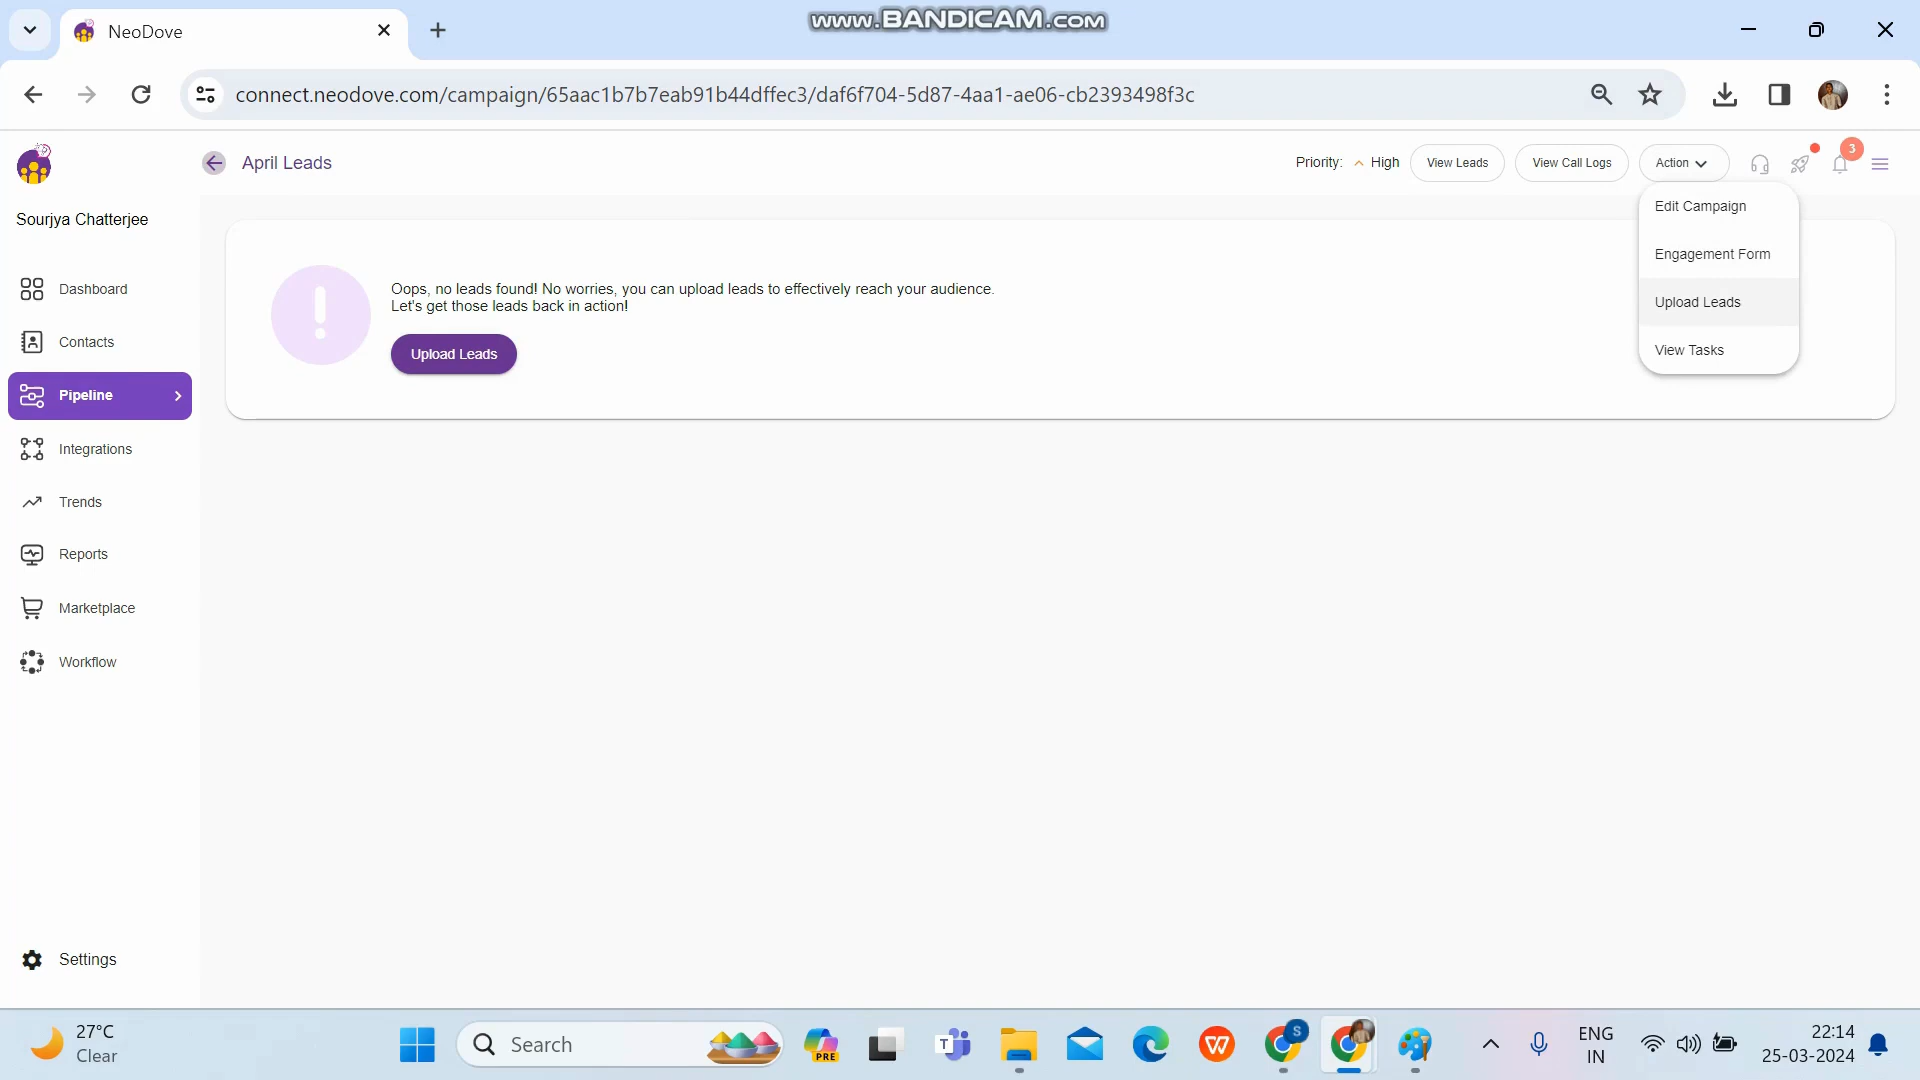 NeoDove
www.BANDICAM.com
connect.neodove.com/campaign/65aac1b7b7eab91b44dffec3/daf6f704-5d87-4aa1-ae06-cb2393498f3c
April Leads
Priority: High
View Leads
View Call Logs
Action
3
Edit Campaign
Engagement Form
Upload Leads
View Tasks
Sourjya Chatterjee
Dashboard
Contacts
Pipeline
Integrations
Trends
Reports
Marketplace
Workflow
Settings
Oops, no leads found! No worries, you can upload leads to effectively reach your audience.
Let's get those leads back in action!
Upload Leads
27°C
Clear
Search
PRE
T
W
S
ENG
IN
22:14
25-03-2024